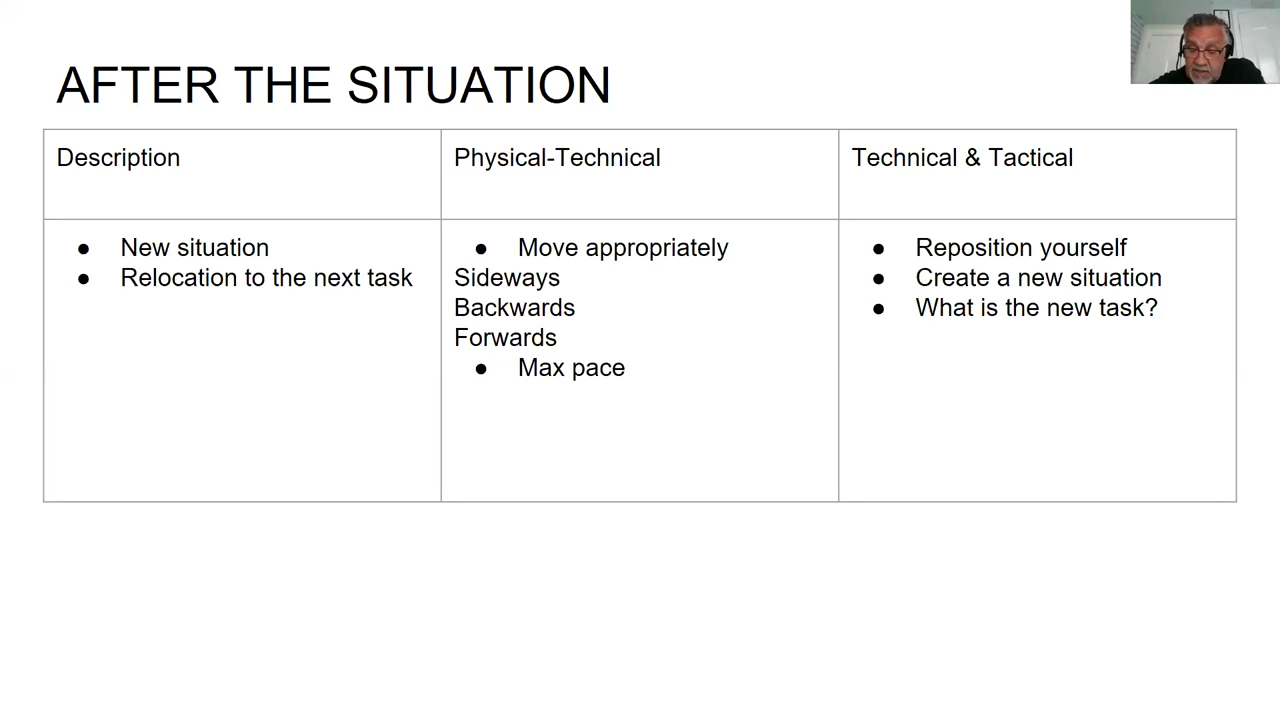 AFTER THE SITUATION
Description
Physical-Technical
Technical & Tactical
● New situation
● Relocation to the next task
● Move appropriately
Sideways
Backwards
Forwards
● Max pace
● Reposition yourself
● Create a new situation
● What is the new task?